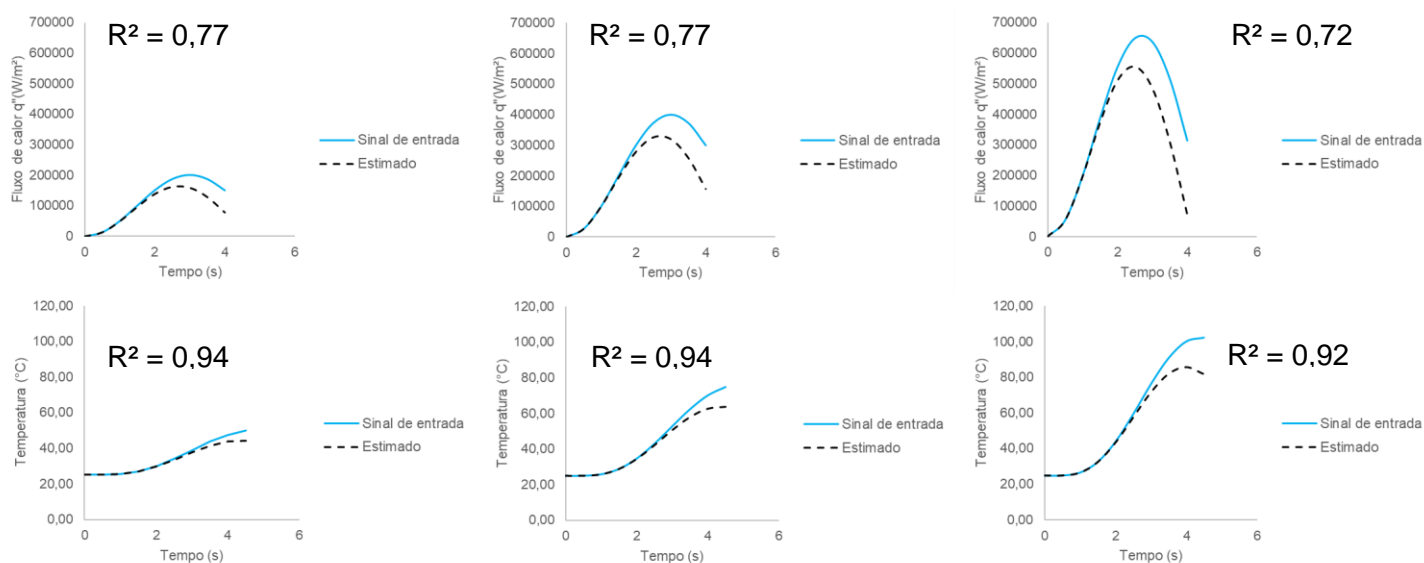 R² = 0,77
700000
600000
500000
400000
300000
200000
100000
0
Fluxo de calor q"(W/m²)
0 2 4 6
Tempo (s)
Sinal de entrada
Estimado
R² = 0,77
700000
600000
500000
400000
300000
200000
100000
0
Fluxo de calor q"(W/m²)
0 2 4 6
Tempo (s)
Sinal de entrada
Estimado
R² = 0,72
700000
600000
500000
400000
300000
200000
100000
0
Fluxo de calor q"(W/m²)
0 2 4 6
Tempo (s)
Sinal de entrada
Estimado
R² = 0,94
120,00
100,00
80,00
60,00
40,00
20,00
0,00
Temperatura (°C)
0 2 4 6
Tempo (s)
Sinal de entrada
Estimado
R² = 0,94
120,00
100,00
80,00
60,00
40,00
20,00
0,00
Temperatura (°C)
0 2 4 6
Tempo (s)
Sinal de entrada
Estimado
R² = 0,92
120,00
100,00
80,00
60,00
40,00
20,00
0,00
Temperatura (°C)
0 2 4 6
Tempo (s)
Sinal de entrada
Estimado